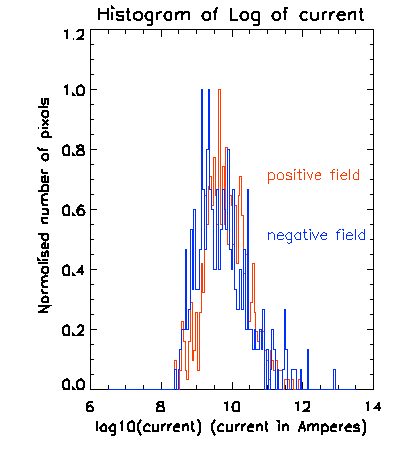 Histogram of Log of current
1.2
1.0
0.8
0.6
0.4
0.2
0.0
Normalised number of pixals
positive field
negative field
6 8 10 12 14
log10(current) (current in Amperes)